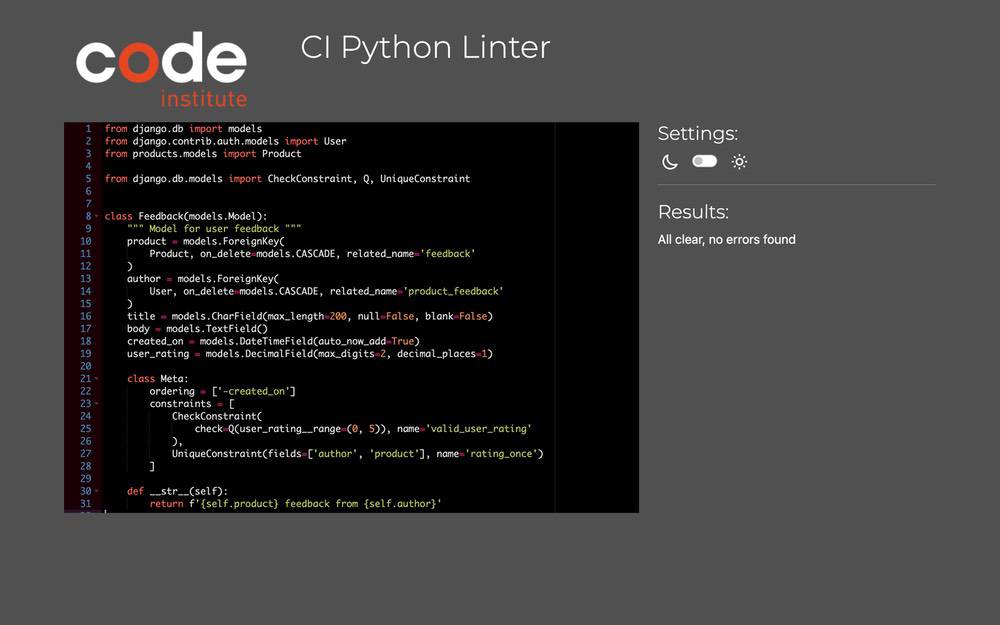 code
institute
CI Python Linter
1 from django.db import models
2 from django.contrib.auth.models import User
3 from products.models import Product
4
5 from django.db.models import CheckConstraint, Q, UniqueConstraint
6
7
8 class Feedback(models.Model):
9     """ Model for user feedback """
10     product = models.ForeignKey(
11         Product, on_delete=models.CASCADE, related_name='feedback'
12     )
13     author = models.ForeignKey(
14         User, on_delete=models.CASCADE, related_name='product_feedback'
15     )
16     title = models.CharField(max_length=200, null=False, blank=False)
17     body = models.TextField()
18     created_on = models.DateTimeField(auto_now_add=True)
19     user_rating = models.DecimalField(max_digits=2, decimal_places=1)
20
21     class Meta:
22         ordering = ['-created_on']
23         constraints = [
24             CheckConstraint(
25                 check=Q(user_rating__range=(0, 5)), name='valid_user_rating'
26             ),
27             UniqueConstraint(fields=['author', 'product'], name='rating_once')
28         ]
29
30     def __str__(self):
31         return f'{self.product} feedback from {self.author}'
Settings:
Results:
All clear, no errors found